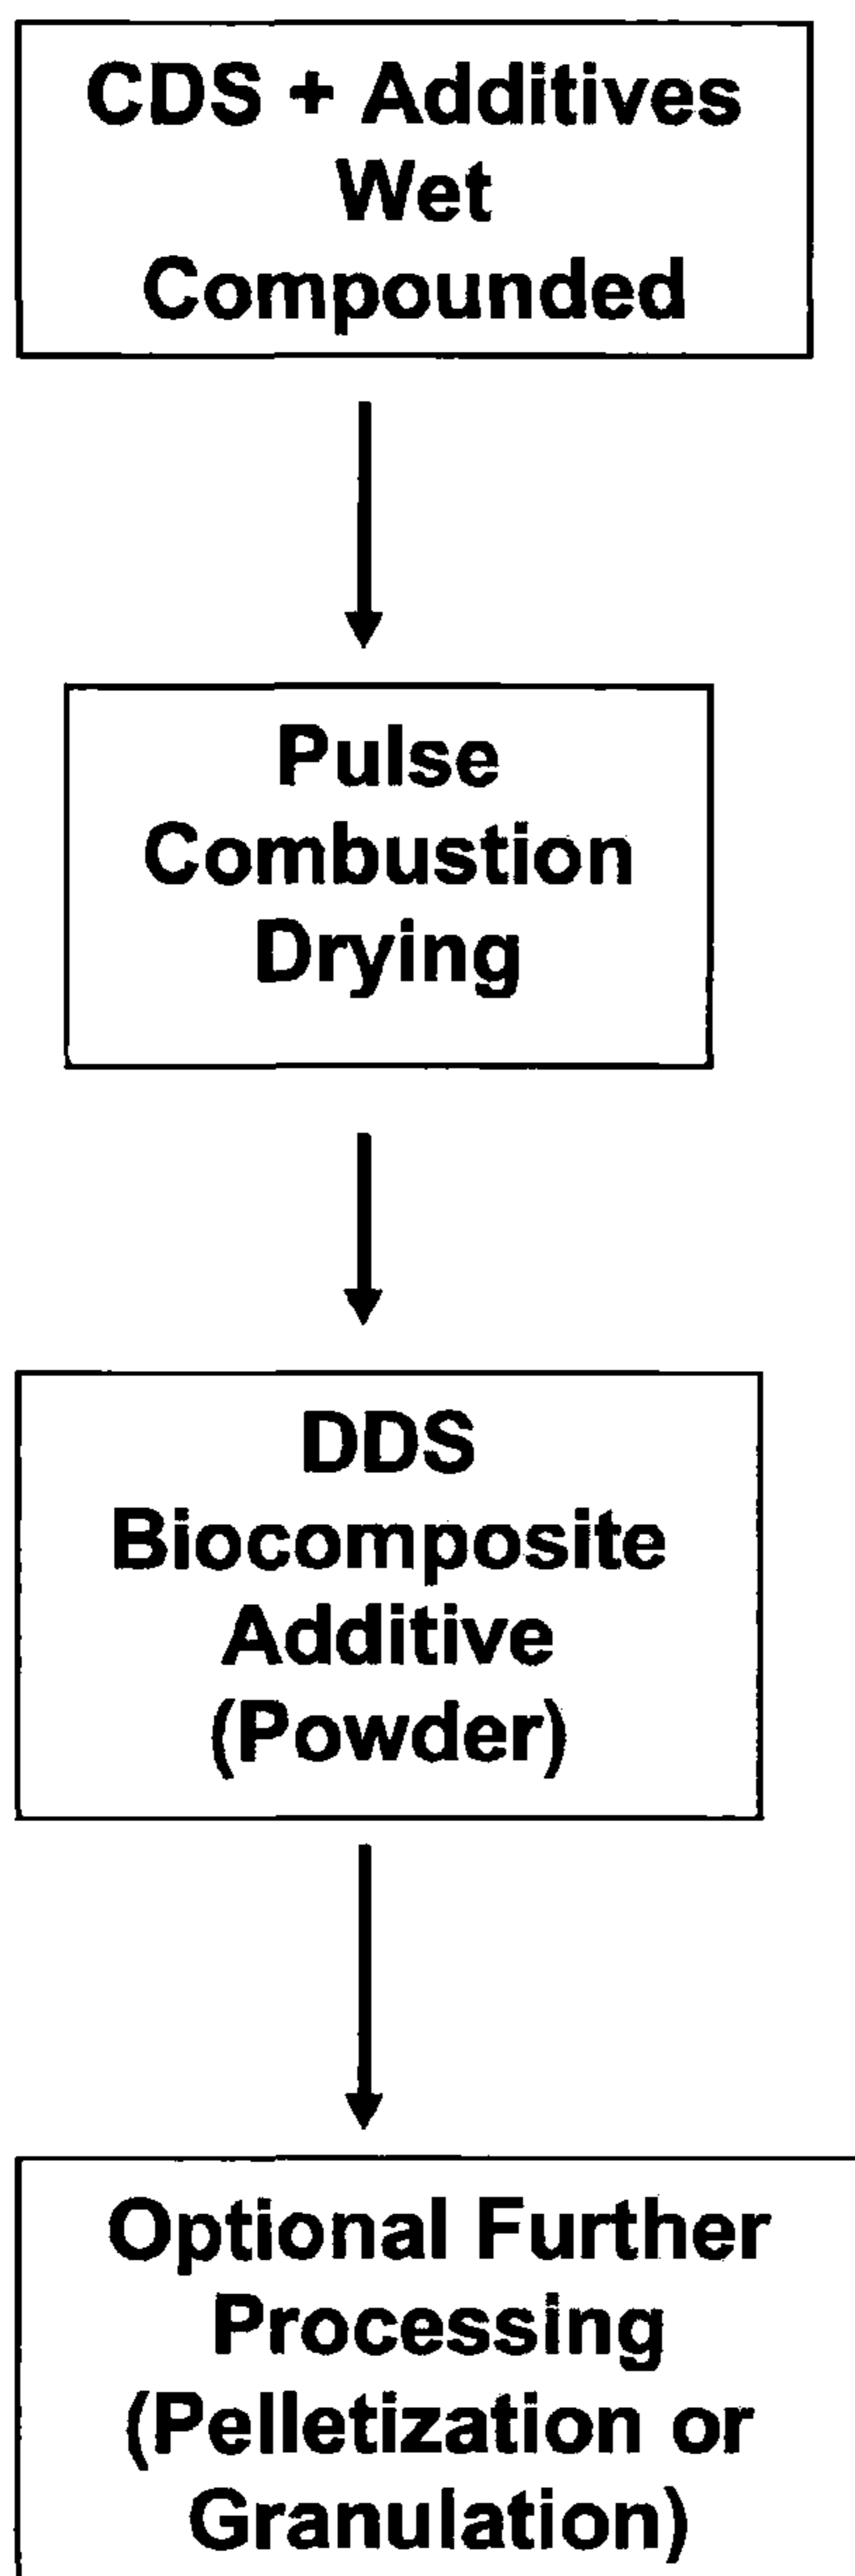 CDS + Additives
Wet
Compounded
Pulse
Combustion
Drying
DDS
Biocomposite
Additive
(Powder)
Optional Further
Processing
(Pelletization or
Granulation)